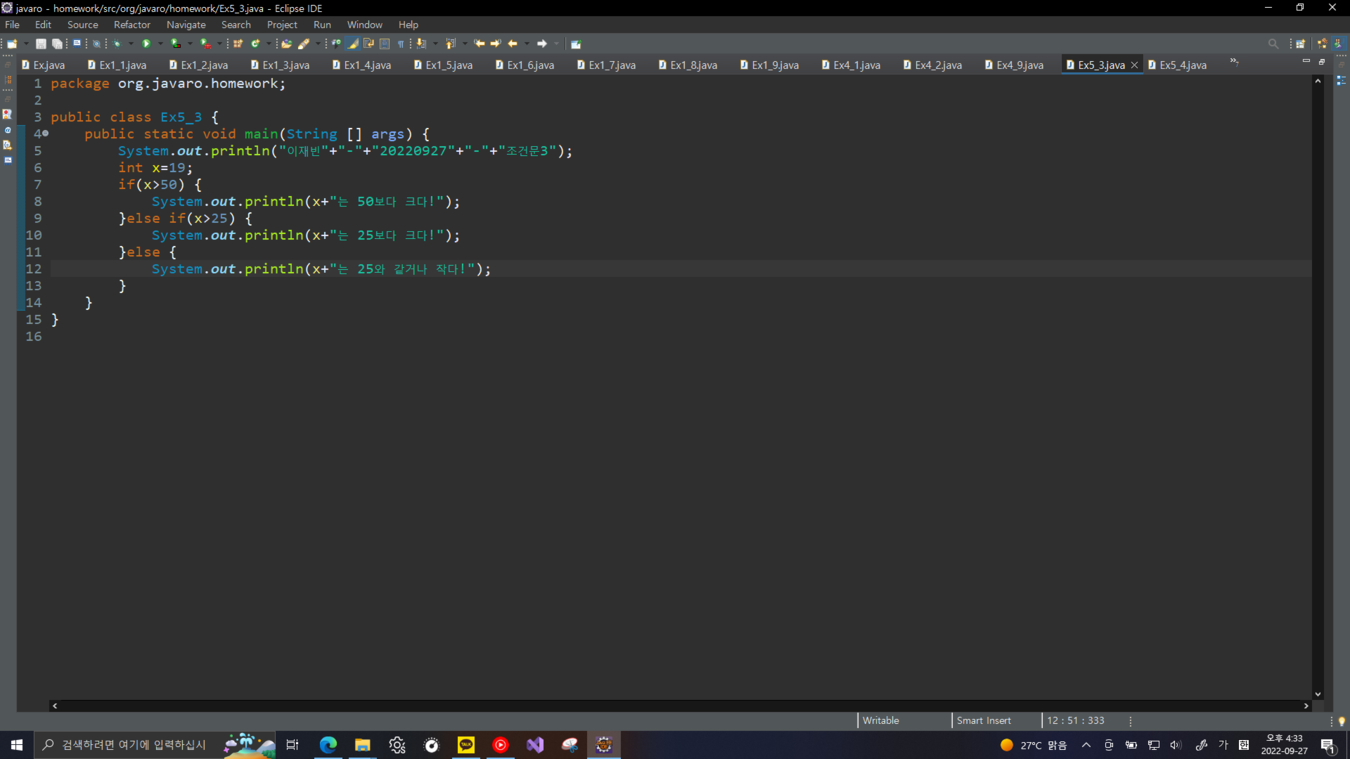 javaro - homework/src/org/javaro/homework/Ex5_3.java - Eclipse IDE
File Edit Source Refactor Navigate Search Project Run Window Help
Ex.java Ex1_1.java Ex1_2.java Ex1_3.java Ex1_4.java Ex1_5.java Ex1_6.java Ex1_7.java Ex1_8.java Ex1_9.java Ex4_1.java Ex4_2.java Ex4_9.java Ex5_3.java Ex5_4.java
1 package org.javaro.homework;
2
3 public class Ex5_3 {
4 public static void main(String [] args) {
5 System.out.println("이재빈"+"-"+"20220927"+"-"+"조건문3");
6 int x=19;
7 if(x>50) {
8 System.out.println(x+"는 50보다 크다!");
9 }else if(x>25) {
10 System.out.println(x+"는 25보다 크다!");
11 }else {
12 System.out.println(x+"는 25와 같거나 작다!");
13 }
14 }
15 }
16
Writable Smart Insert 12 : 51 : 333
검색하려면 여기에 입력하십시 TALK 27°C 맑음 가 한 오후 4:33
2022-09-27 1